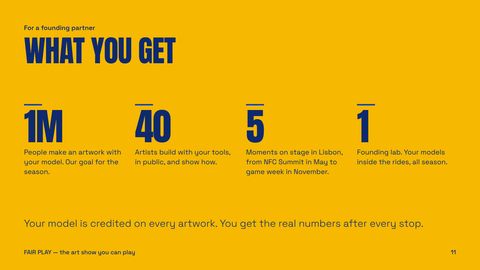 For a founding partner
WHAT YOU GET
1M
People make an artwork with
your model. Our goal for the
season.
40
Artists build with your tools,
in public, and show how.
5
Moments on stage in Lisbon,
from NFC Summit in May to
game week in November.
1
Founding lab. Your models
inside the rides, all season.
Your model is credited on every artwork. You get the real numbers after every stop.
FAIR PLAY — the art show you can play
11